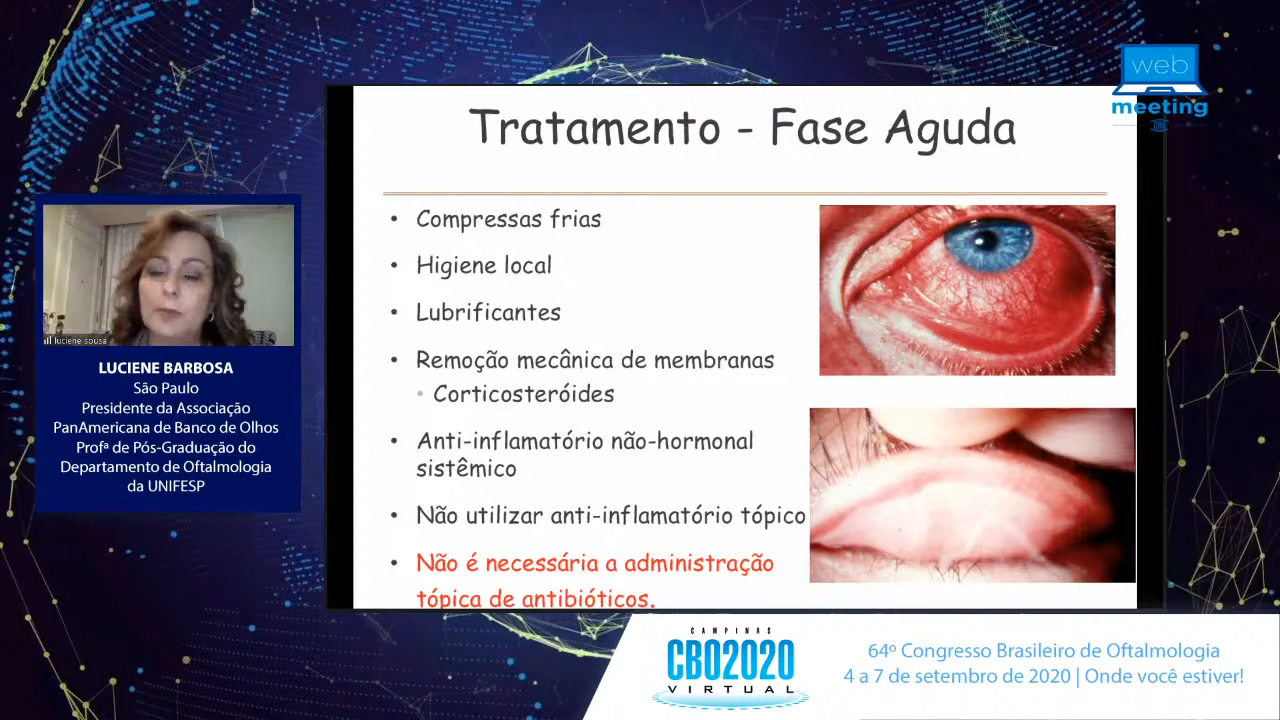 web
meeting
Tratamento - Fase Aguda
• Compressas frias
• Higiene local
• Lubrificantes
• Remoção mecânica de membranas
• Corticosteróides
• Anti-inflamatório não-hormonal
sistêmico
• Não utilizar anti-inflamatório tópico
• Não é necessária a administração
tópica de antibióticos.
luciene sousa
LUCIENE BARBOSA
São Paulo
Presidente da Associação
PanAmericana de Banco de Olhos
Profª de Pós-Graduação do
Departamento de Oftalmologia
da UNIFESP
CAMPINAS
CBO2020
VIRTUAL
64º Congresso Brasileiro de Oftalmologia
4 a 7 de setembro de 2020 | Onde você estiver!